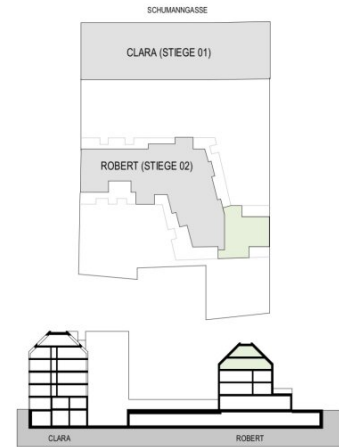 SCHUMANNGASSE
CLARA (STIEGE 01)
ROBERT (STIEGE 02)
CLARA
ROBERT